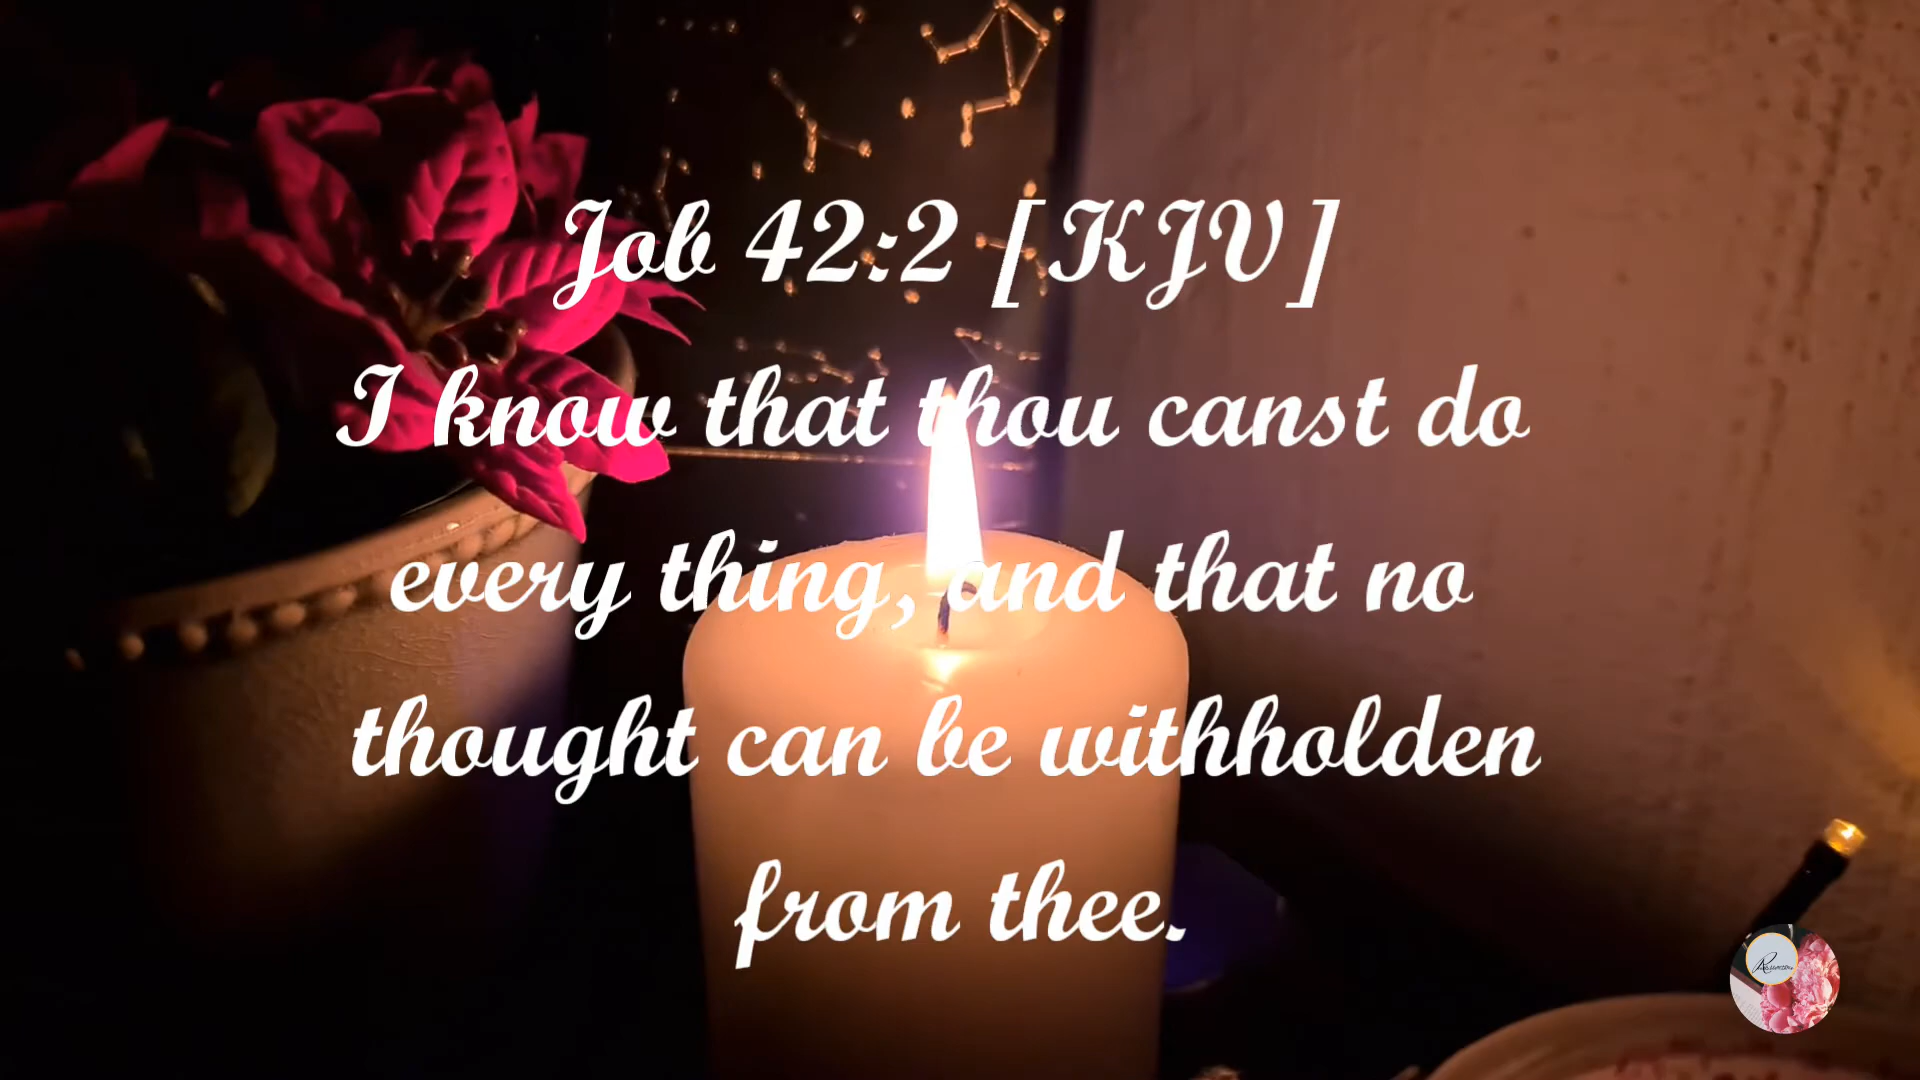 Job 42:2 [KJV]
I know that thou canst do
every thing, and that no
thought can be withholden
from thee.